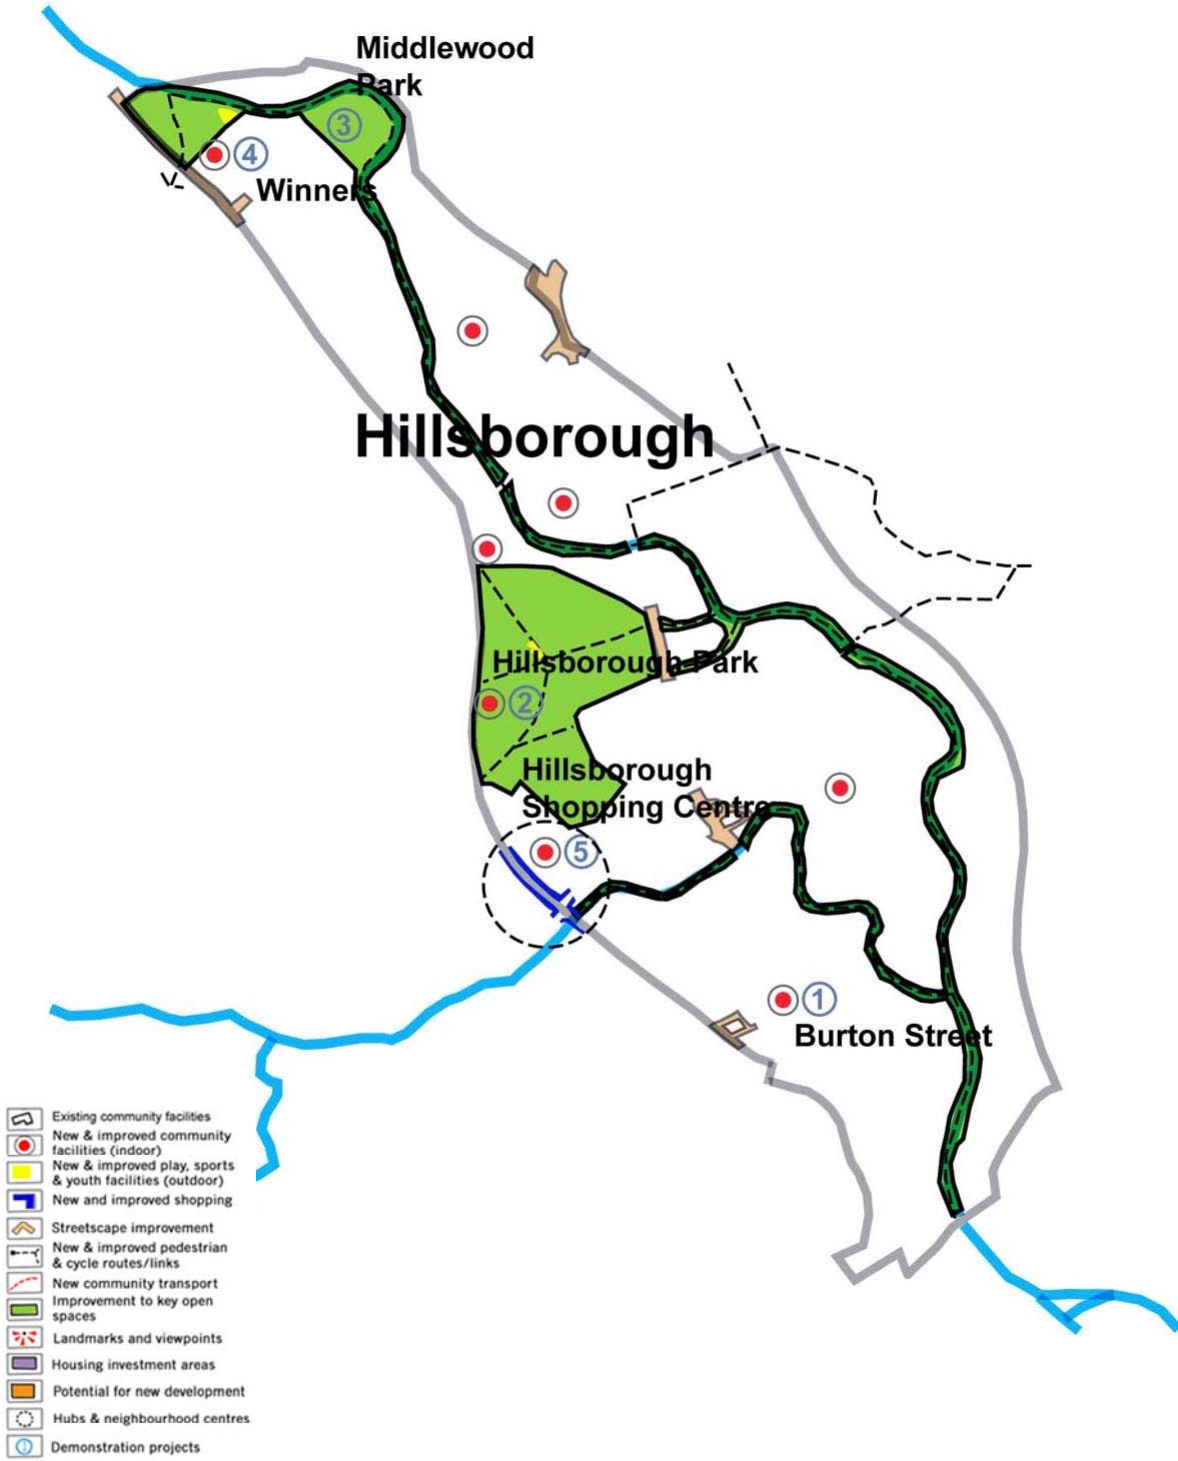 Middlewood
Park
3
4
Winners
Hillsborough
Hillsborough Park
2
Hillsborough
Shopping Centre
5
1
Burton Street
Existing community facilities
New & improved community
facilities (indoor)
New & improved play, sports
& youth facilities (outdoor)
New and improved shopping
Streetscape improvement
New & improved pedestrian
& cycle routes/links
New community transport
Improvement to key open
spaces
Landmarks and viewpoints
Housing investment areas
Potential for new development
Hubs & neighbourhood centres
1
Demonstration projects